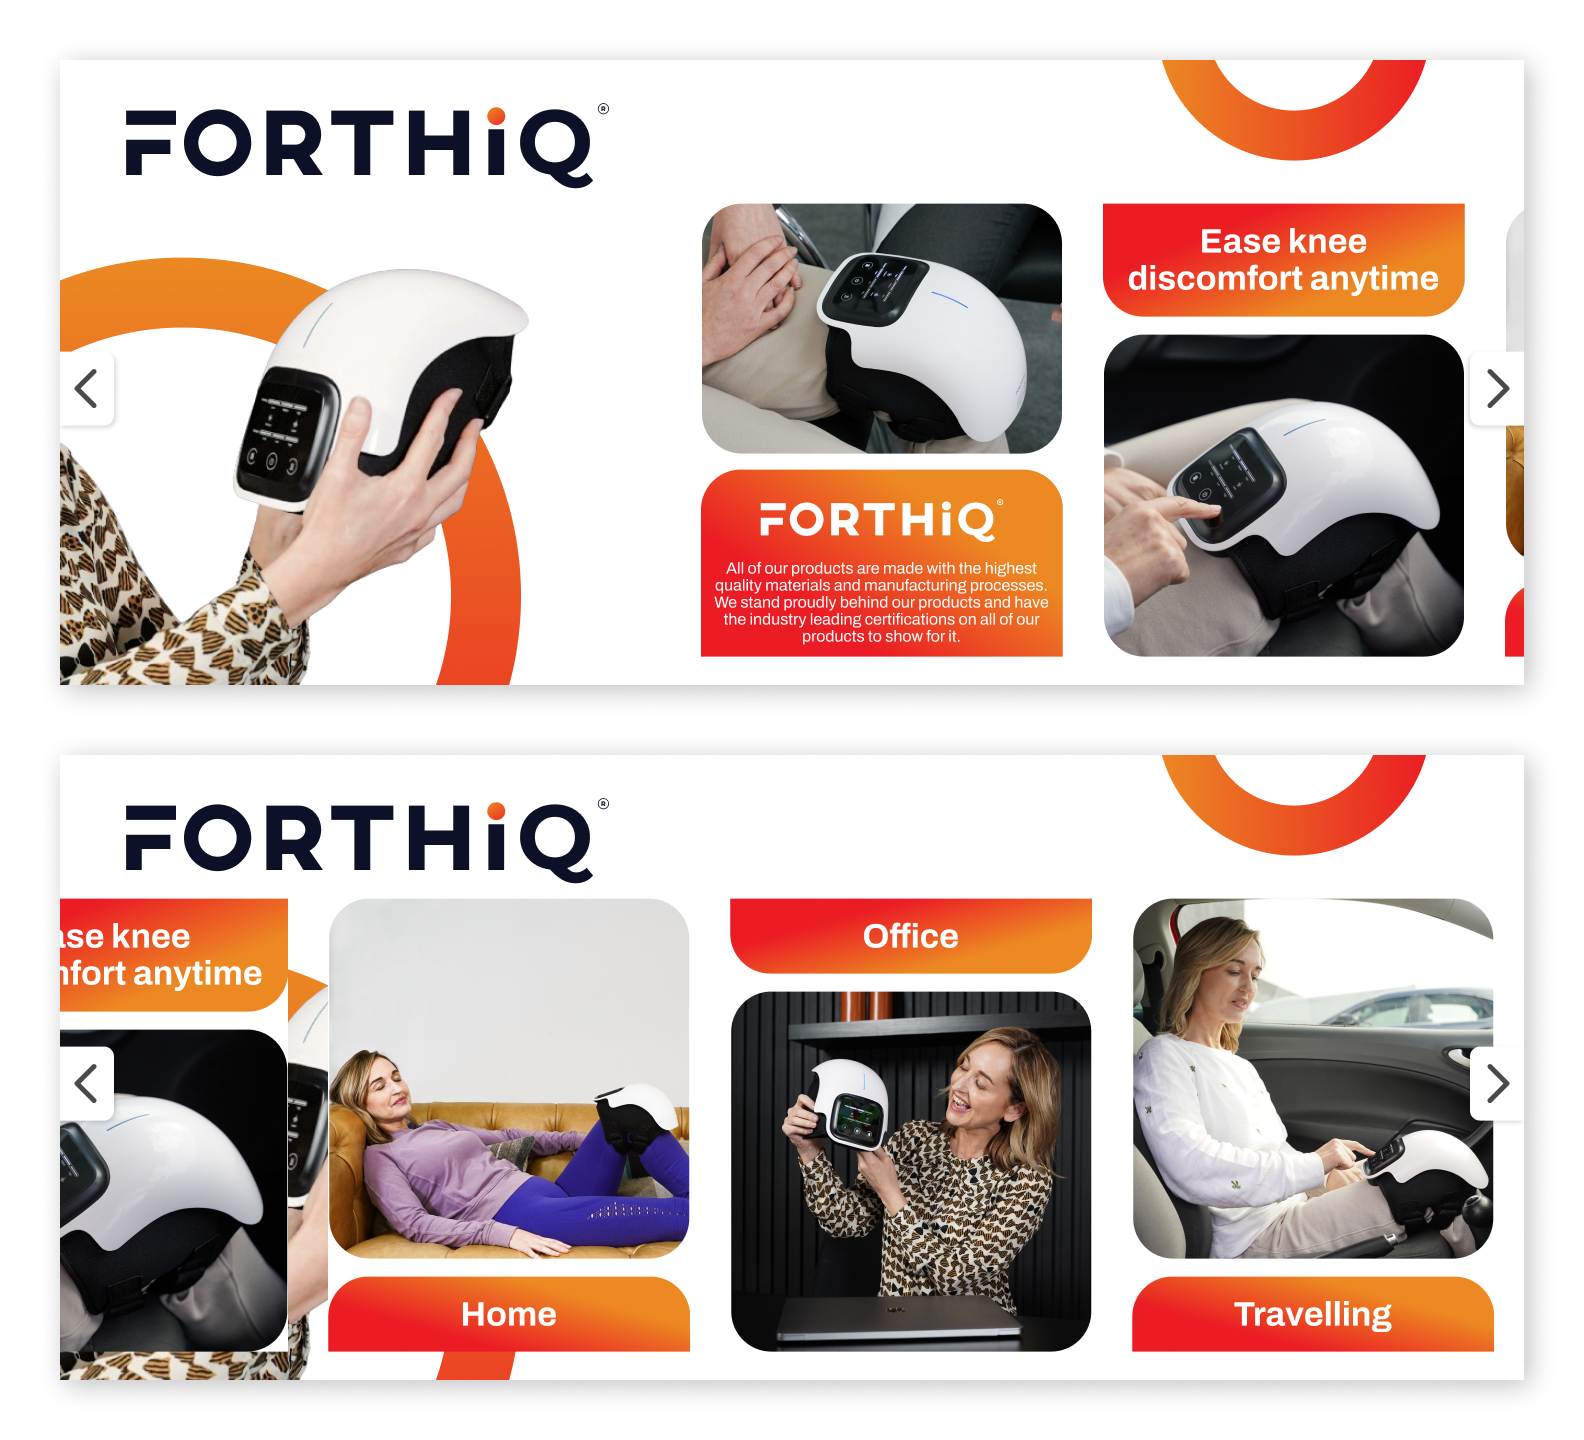 FORTHiQ®
Ease knee
discomfort anytime
FORTHiQ®
All of our products are made with the highest
quality materials and manufacturing processes.
We stand proudly behind our products and have
the industry leading certifications on all of our
products to show for it.
FORTHiQ®
ase knee
fort anytime
Office
Home
Travelling